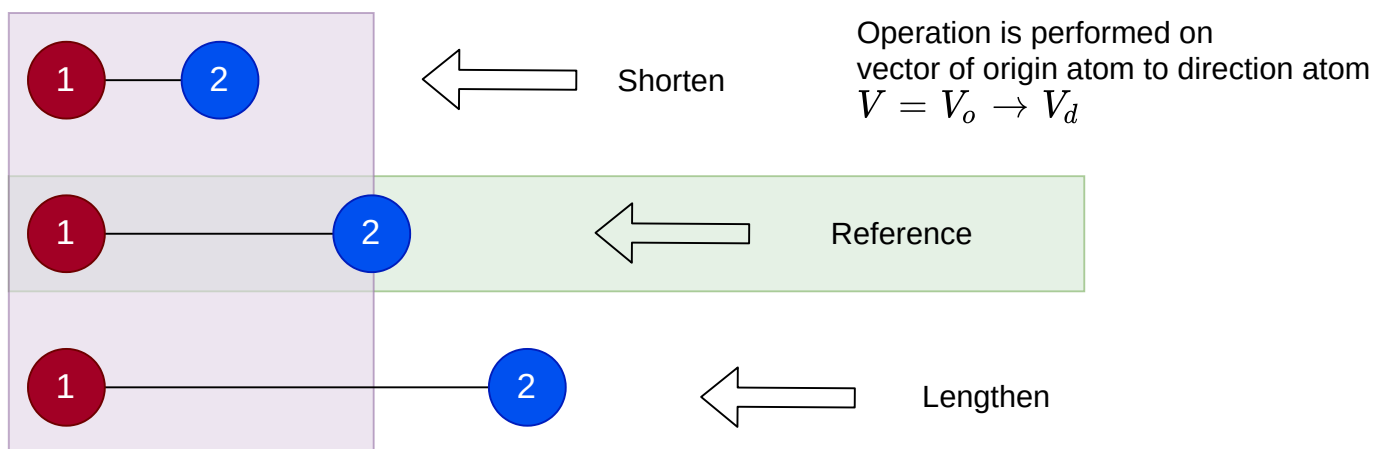 1 2
Shorten
Operation is performed on
vector of origin atom to direction atom
V = Vₒ → V_d
1 2
Reference
1 2
Lengthen